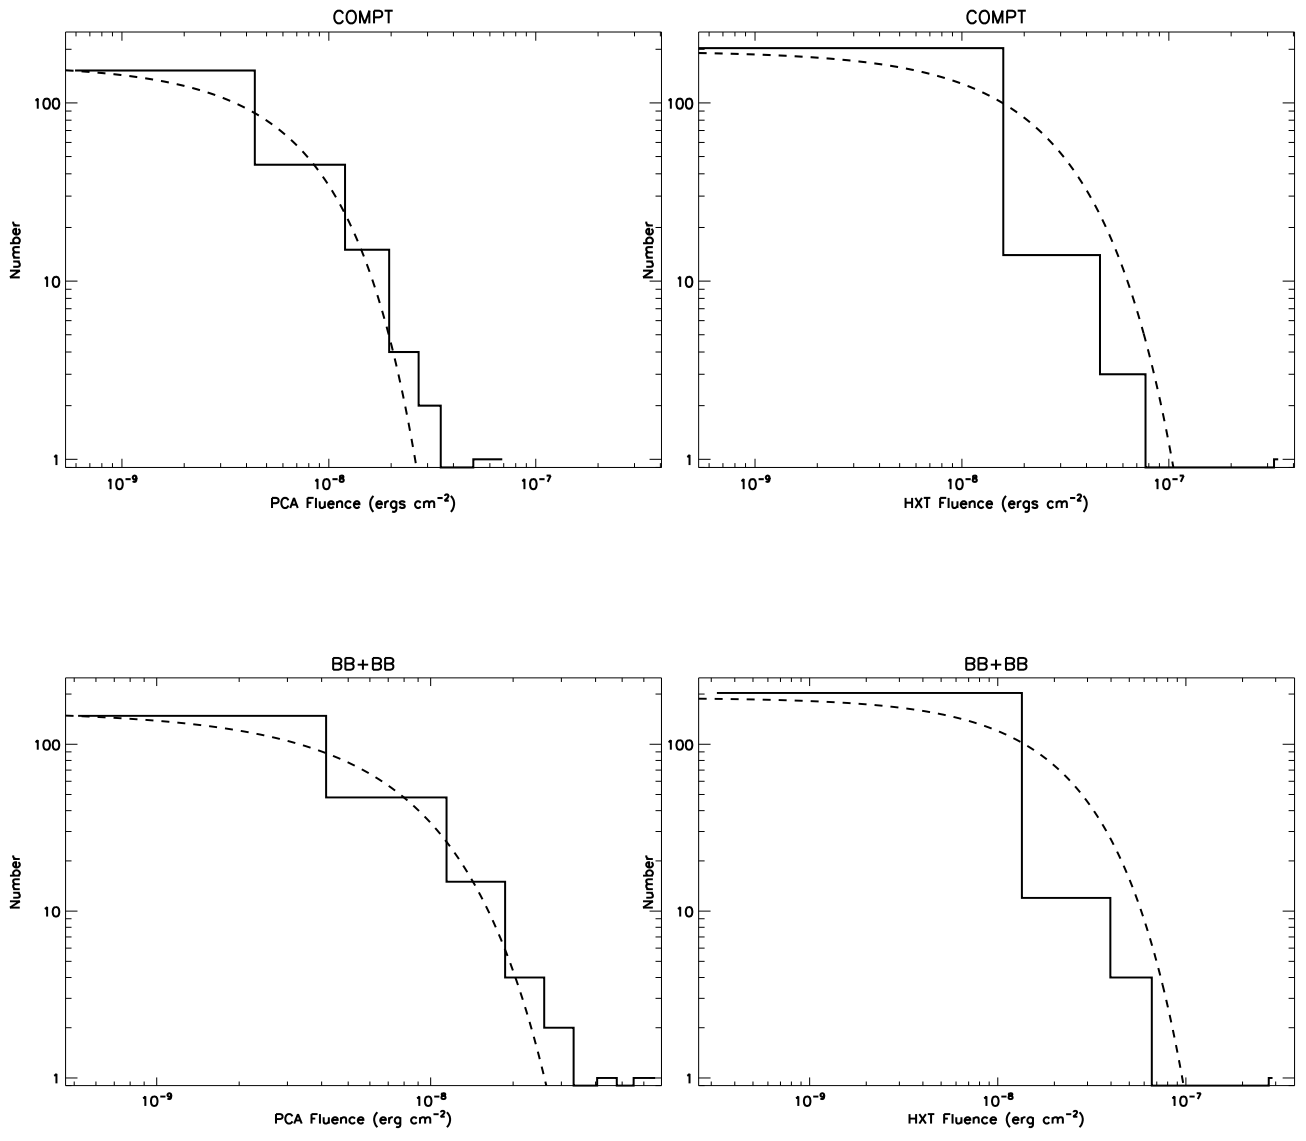 COMPT
COMPT
100
100
Number
Number
10
10
1
1
10⁻⁹
10⁻⁸
10⁻⁷
10⁻⁹
10⁻⁸
10⁻⁷
PCA Fluence (ergs cm⁻²)
HXT Fluence (ergs cm⁻²)
BB+BB
BB+BB
100
100
Number
Number
10
10
1
1
10⁻⁹
10⁻⁸
10⁻⁹
10⁻⁸
10⁻⁷
PCA Fluence (erg cm⁻²)
HXT Fluence (erg cm⁻²)